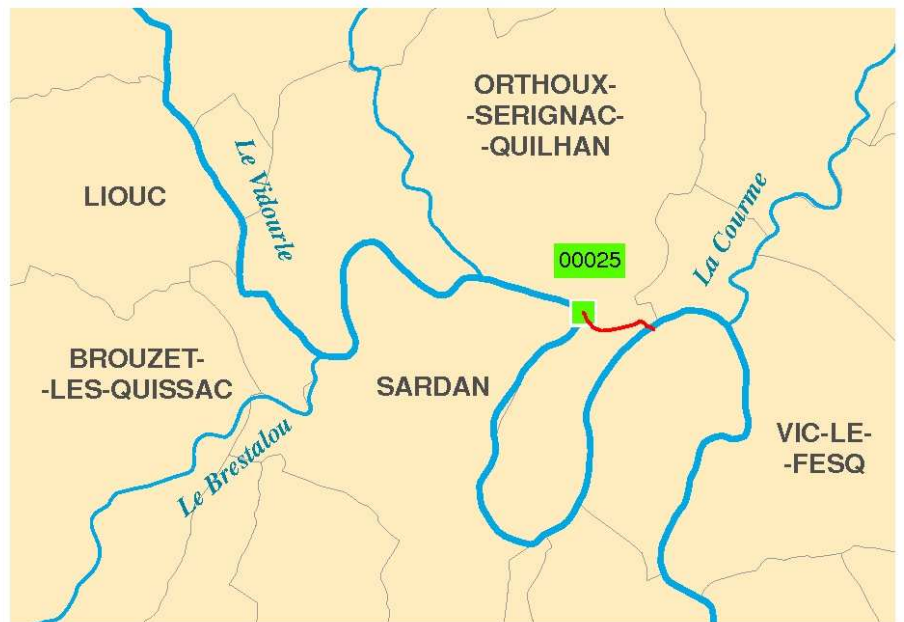 ORTHOUX-
-SERIGNAC-
-QUILHAN
Le Vidourle
LIOUC
La Courme
00025
BROUZET-
-LES-QUISSAC
SARDAN
VIC-LE-
-FESQ
Le Brestalou